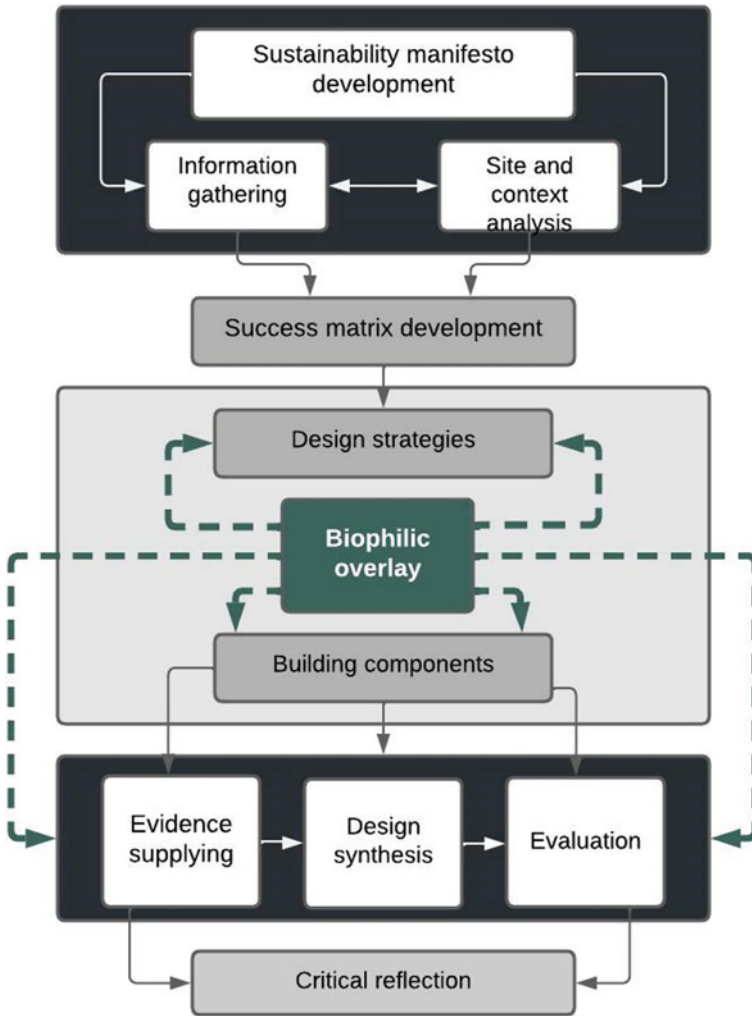 Sustainability manifesto
development
Information
gathering
Site and
context
analysis
Success matrix development
Design strategies
Biophilic
overlay
Building components
Evidence
supplying
Design
synthesis
Evaluation
Critical reflection